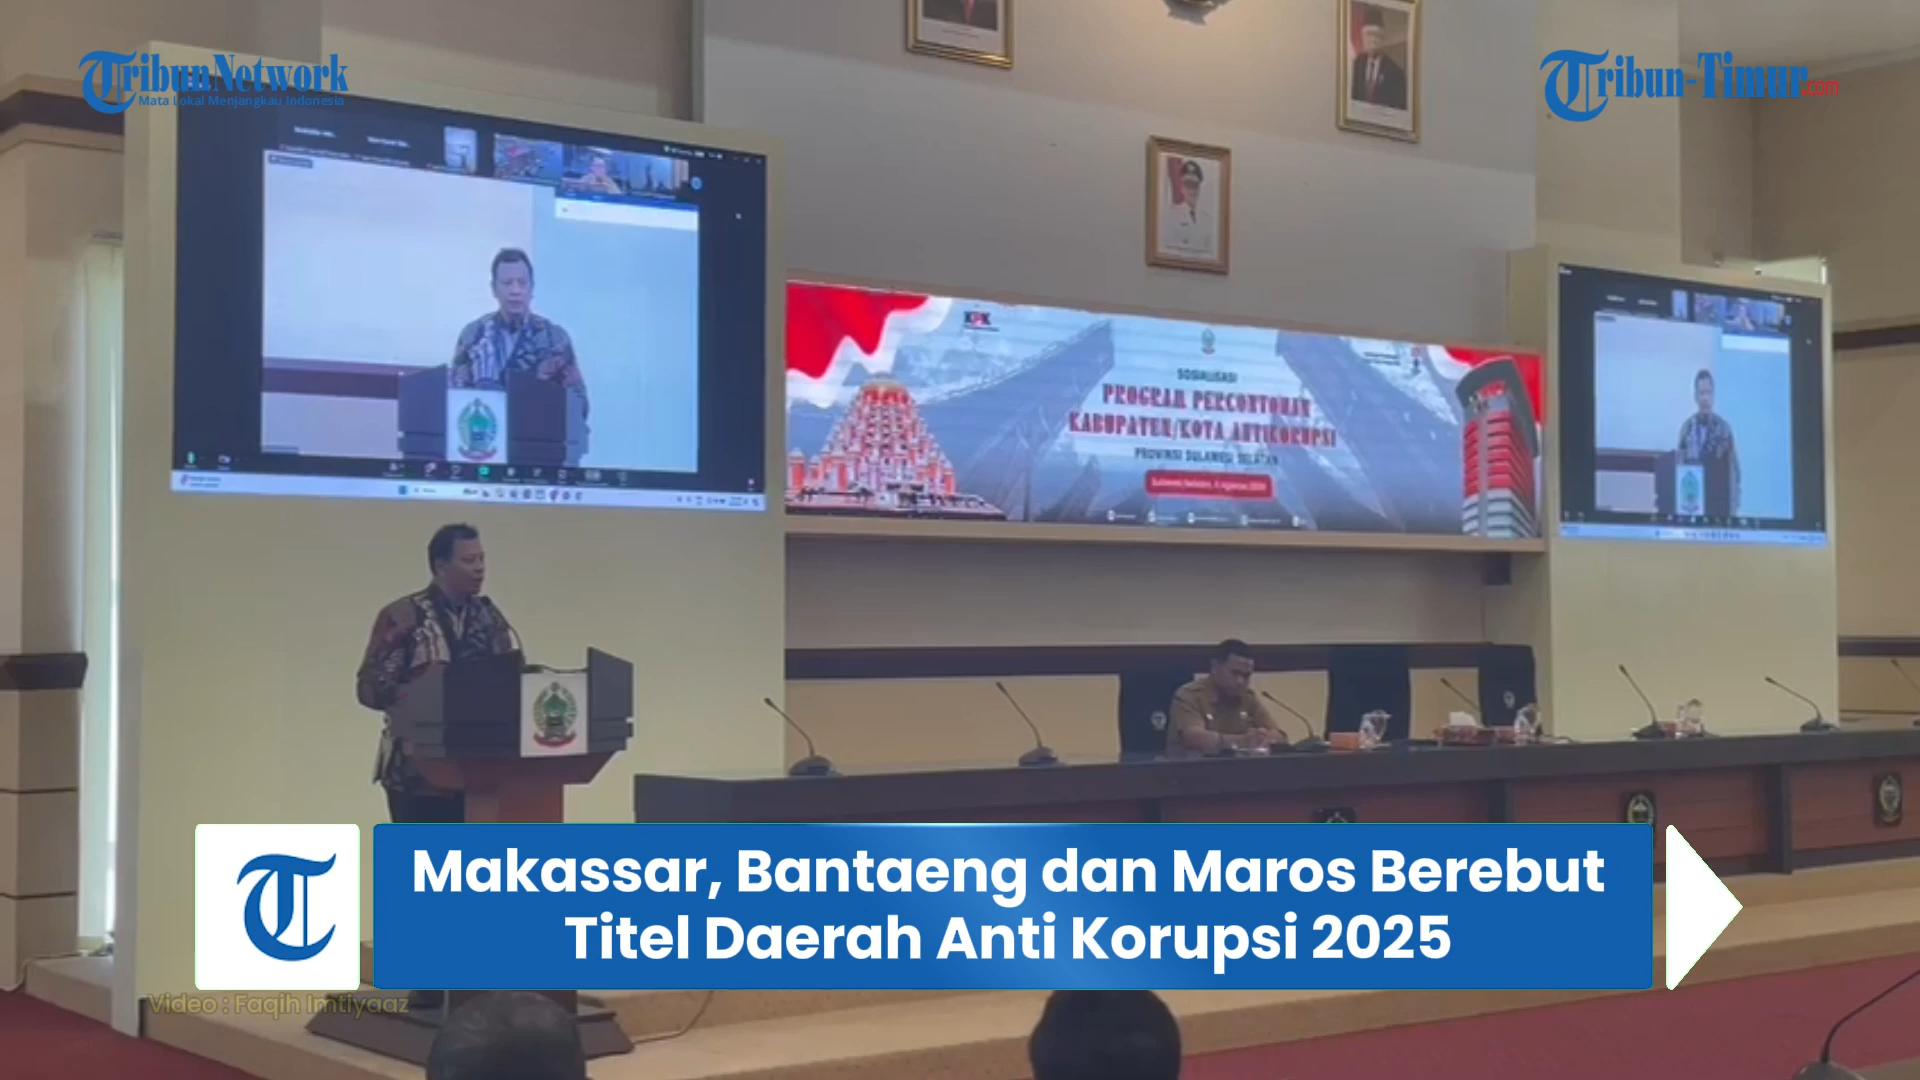 TribunNetwork
Mata Lokal Menjangkau Indonesia
Tribun-Timur.com
KPK
SOSIALISASI
PROGRAM PERCONTOHAN
KABUPATEN/KOTA ANTIKORUPSI
PROVINSI SULAWESI SELATAN
Makassar, Bantaeng dan Maros Berebut
Titel Daerah Anti Korupsi 2025
Video : Faqih Imtiyaaz